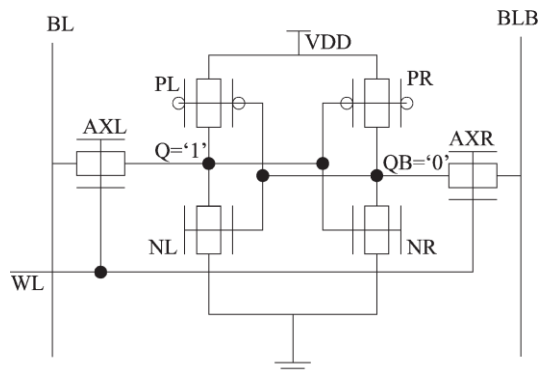 BL
BLB
VDD
PL
PR
AXL
AXR
Q=‘1’
QB=‘0’
NL
NR
WL